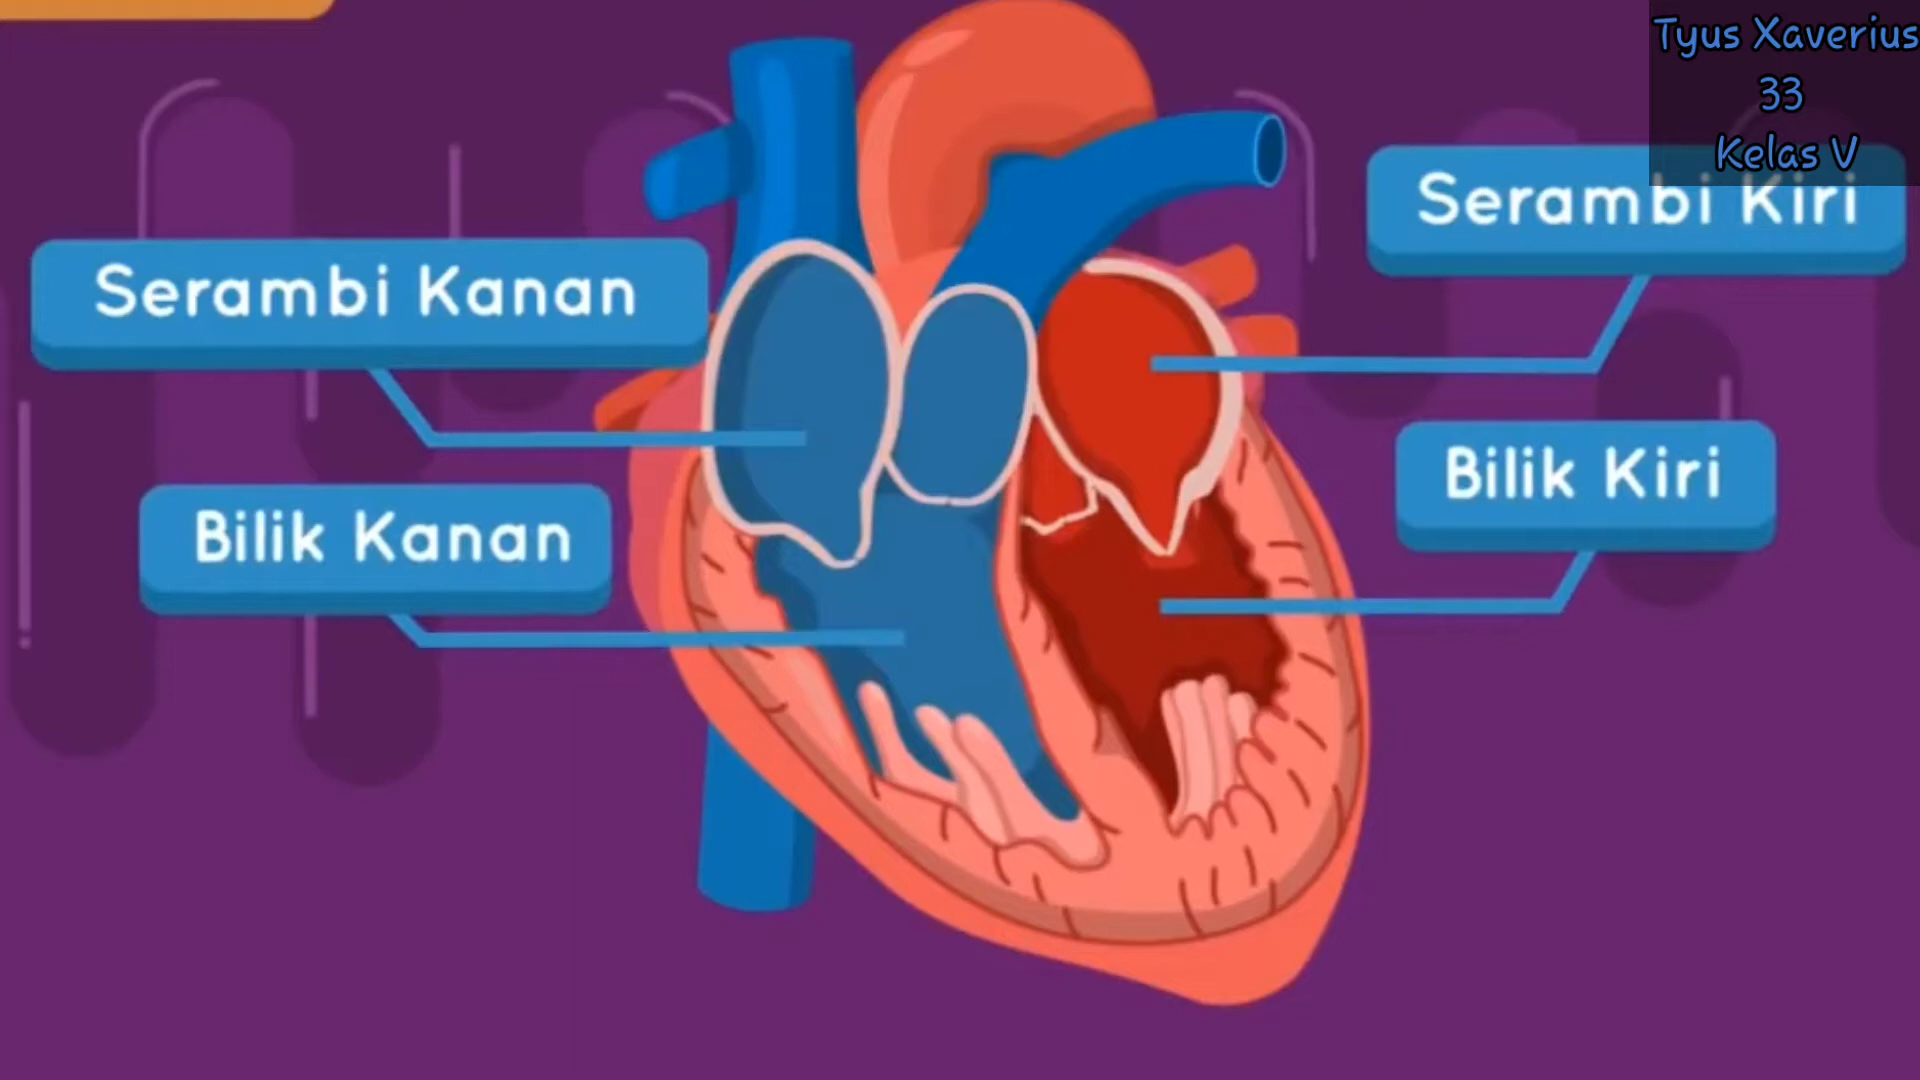 Tyus Xaverius
33
Kelas V
Serambi Kiri
Serambi Kanan
Bilik Kiri
Bilik Kanan